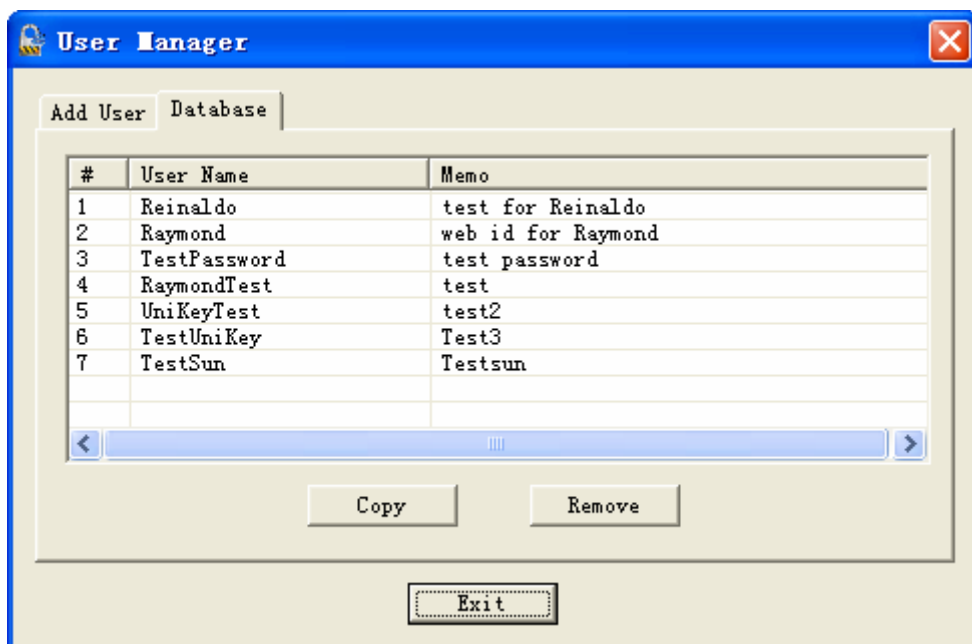 User Manager
Add User Database
# User Name Memo
1 Reinaldo test for Reinaldo
2 Raymond web id for Raymond
3 TestPassword test password
4 RaymondTest test
5 UniKeyTest test2
6 TestUniKey Test3
7 TestSun Testsun
Copy Remove
Exit